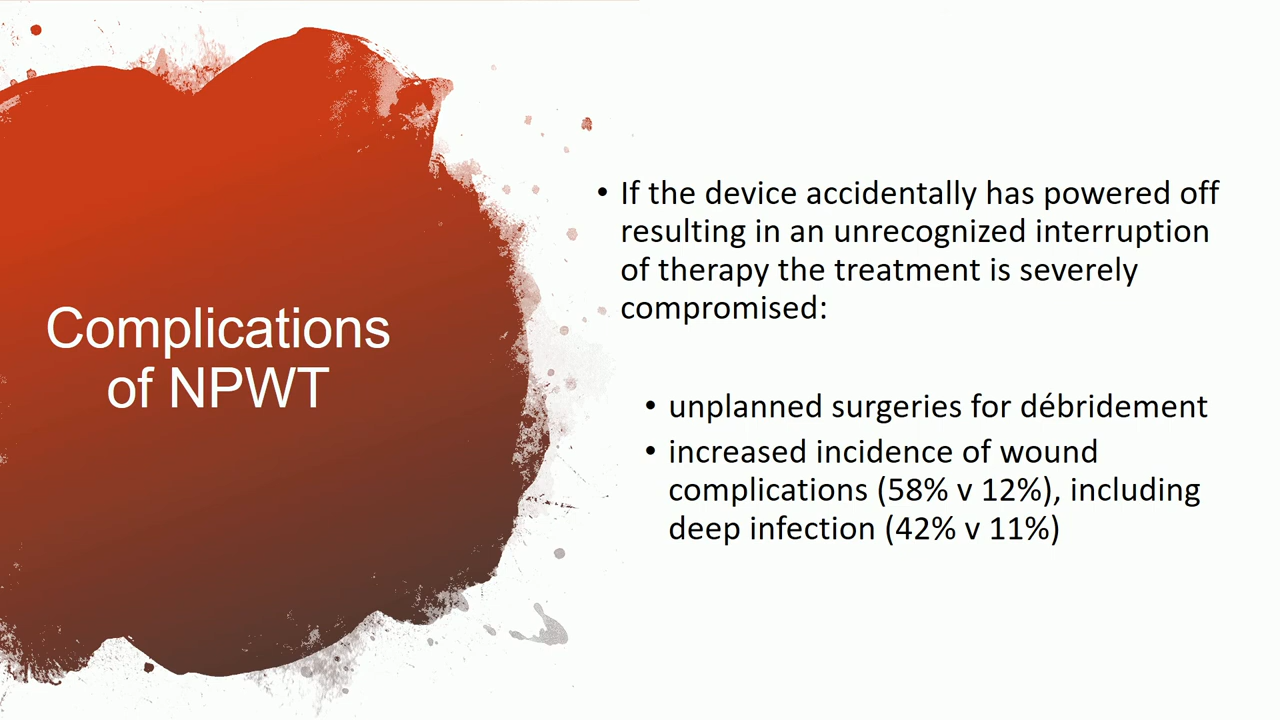 Complications
of NPWT
• If the device accidentally has powered off
resulting in an unrecognized interruption
of therapy the treatment is severely
compromised:
• unplanned surgeries for débridement
• increased incidence of wound
complications (58% v 12%), including
deep infection (42% v 11%)